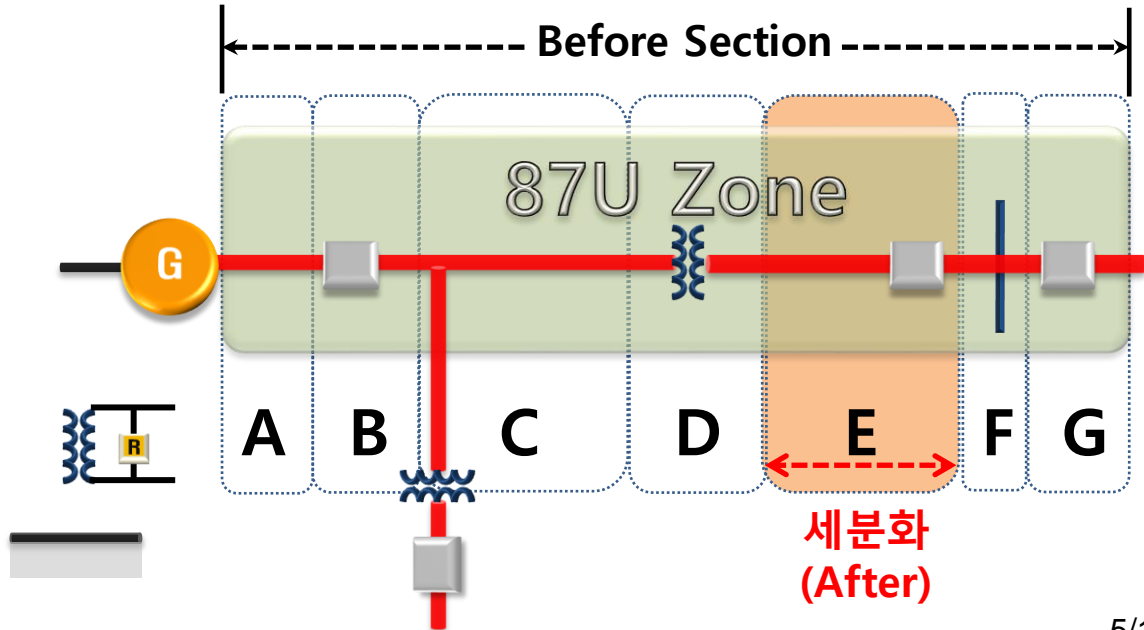 Before Section
87U Zone
G
R
A B C D E F G
세분화
(After)